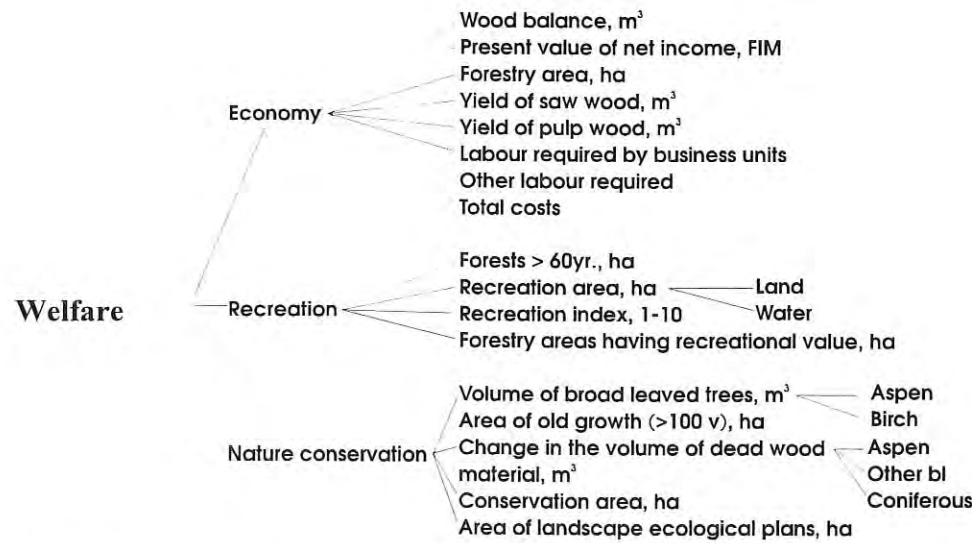 Wood balance, m³
Present value of net income, FIM
Forestry area, ha
Economy
Yield of saw wood, m³
Yield of pulp wood, m³
Labour required by business units
Other labour required
Total costs
Forests > 60yr., ha
Recreation area, ha
Land
Welfare
Recreation
Recreation index, 1-10
Water
Forestry areas having recreational value, ha
Volume of broad leaved trees, m³
Aspen
Area of old growth (>100 v), ha
Birch
Nature conservation
Change in the volume of dead wood
material, m³
Aspen
Other bl
Coniferous
Conservation area, ha
Area of landscape ecological plans, ha